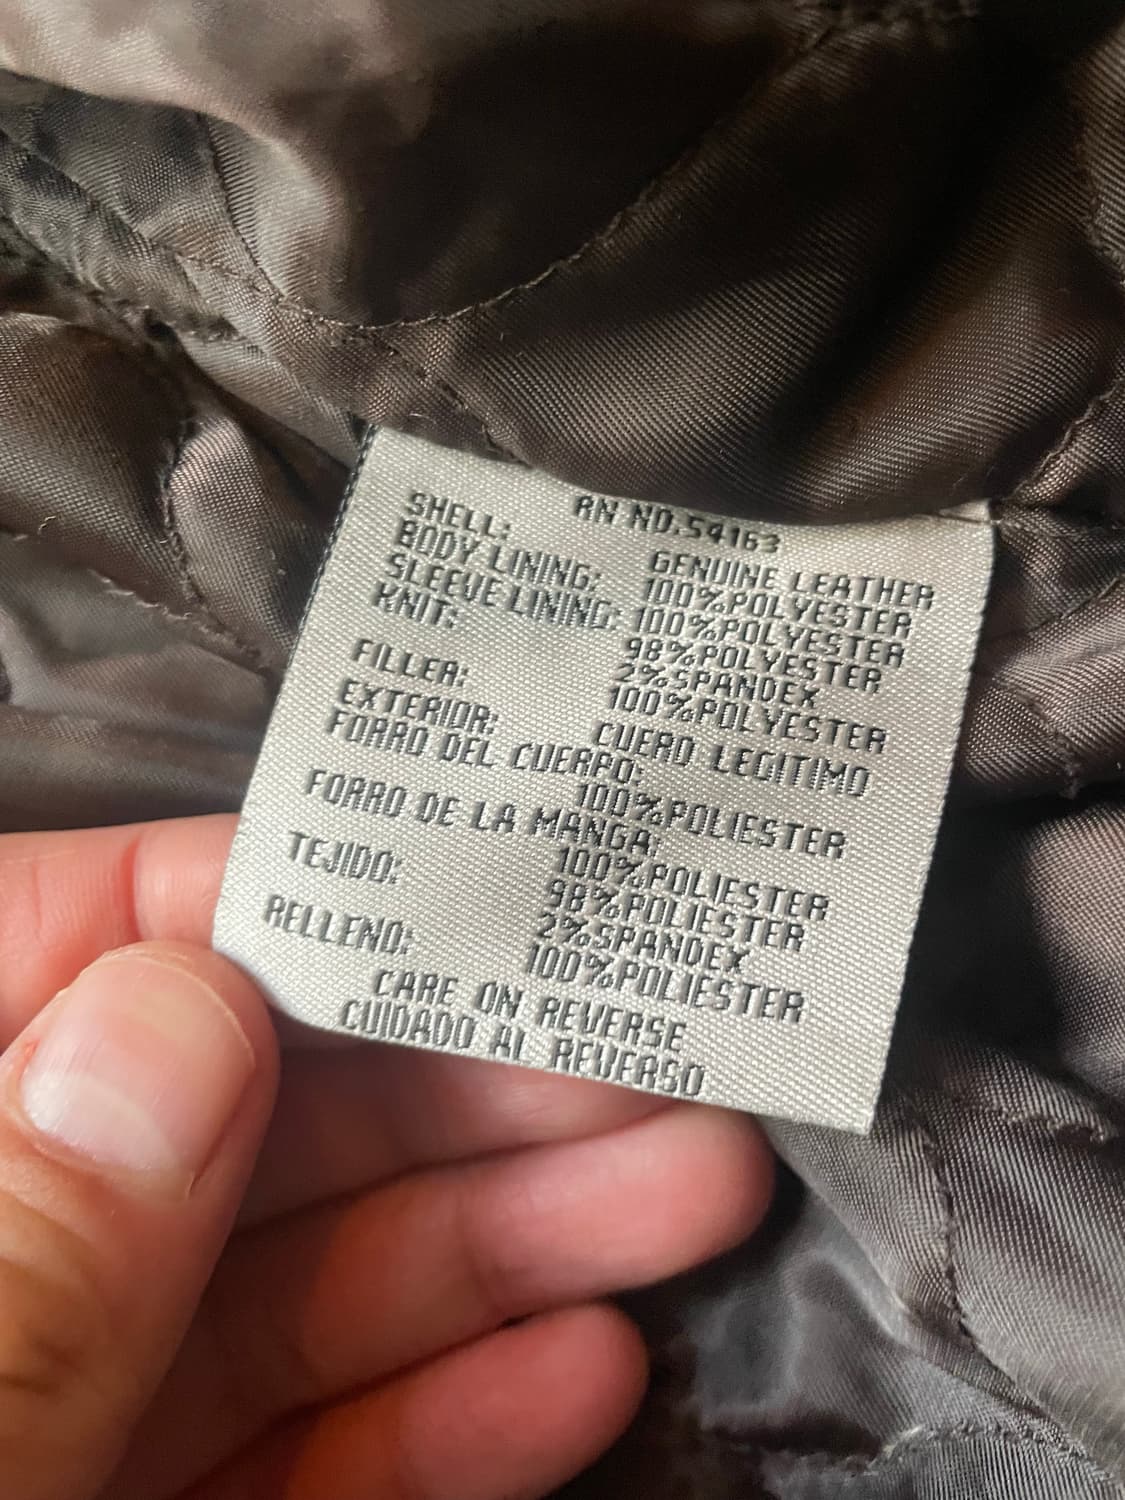 RN NO.54163
SHELL: GENUINE LEATHER
BODY LINING: 100%POLYESTER
SLEEVE LINING: 100%POLYESTER
KNIT: 98%POLYESTER
2%SPANDEX
FILLER: 100%POLYESTER
EXTERIOR: CUERO LEGITIMO
FORRO DEL CUERPO:
100%POLIESTER
FORRO DE LA MANGA:
100%POLIESTER
TEJIDO: 98%POLIESTER
2%SPANDEX
RELLENO: 100%POLIESTER
CARE ON REVERSE
CUIDADO AL REVERSO